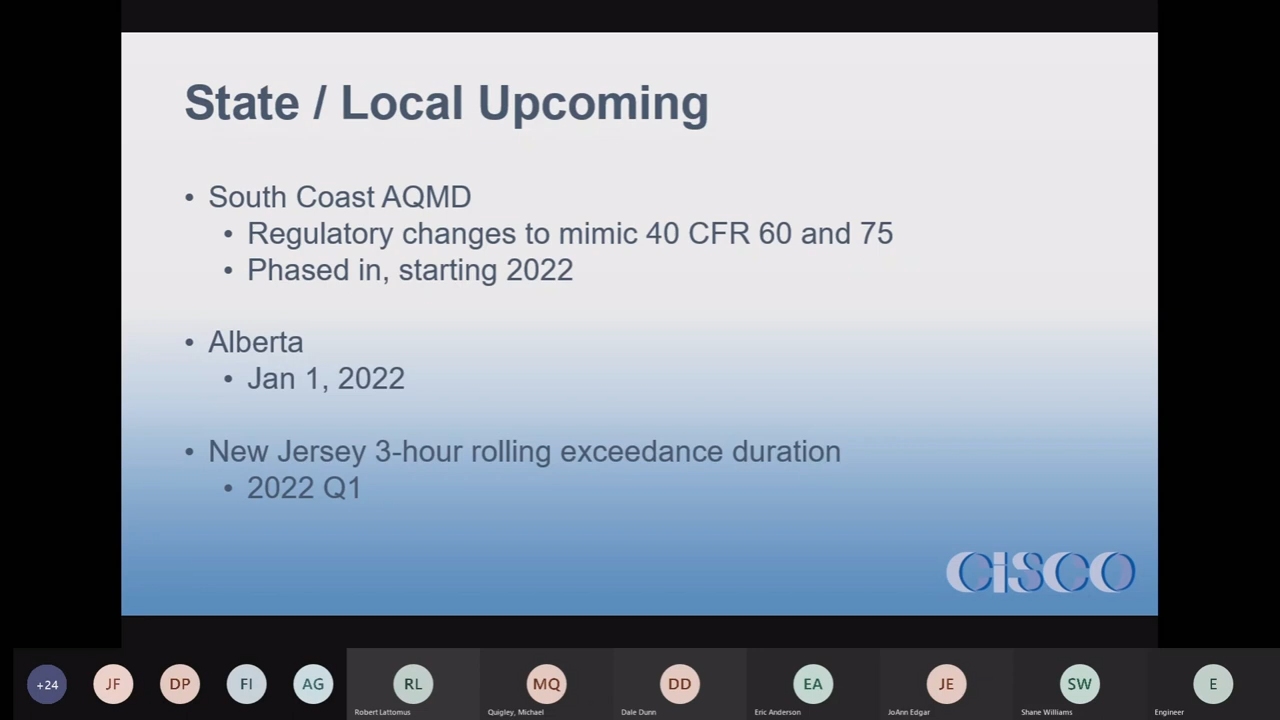 State / Local Upcoming
• South Coast AQMD
• Regulatory changes to mimic 40 CFR 60 and 75
• Phased in, starting 2022
• Alberta
• Jan 1, 2022
• New Jersey 3-hour rolling exceedance duration
• 2022 Q1
CiSCO
+24 JF DP FI AG RL MQ DD EA JE SW E
Robert Lattomus Quigley, Michael Dale Dunn Eric Anderson JoAnn Edgar Shane Williams Engineer